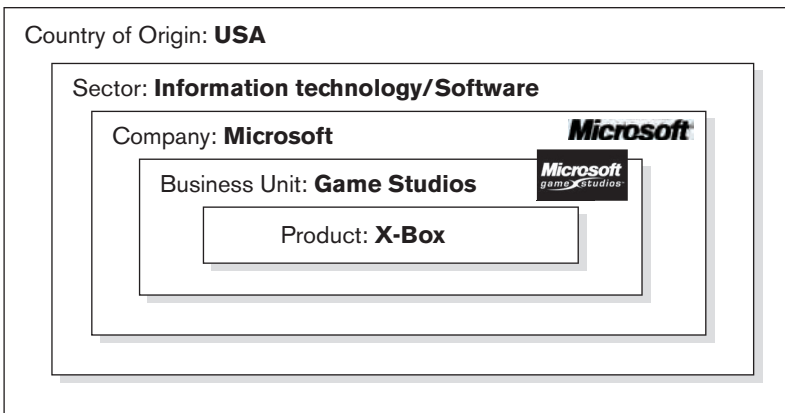 Country of Origin: USA
Sector: Information technology/Software
Company: Microsoft
Microsoft
Business Unit: Game Studios
Microsoft
game studios
Product: X-Box